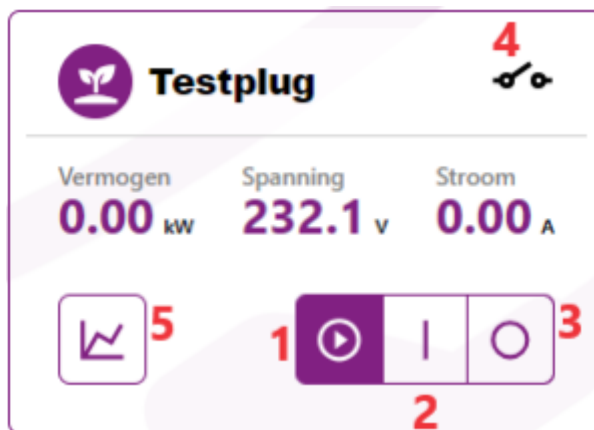 4
Testplug
Vermogen Spanning Stroom
0.00 kW 232.1 V 0.00 A
5 1 3
2